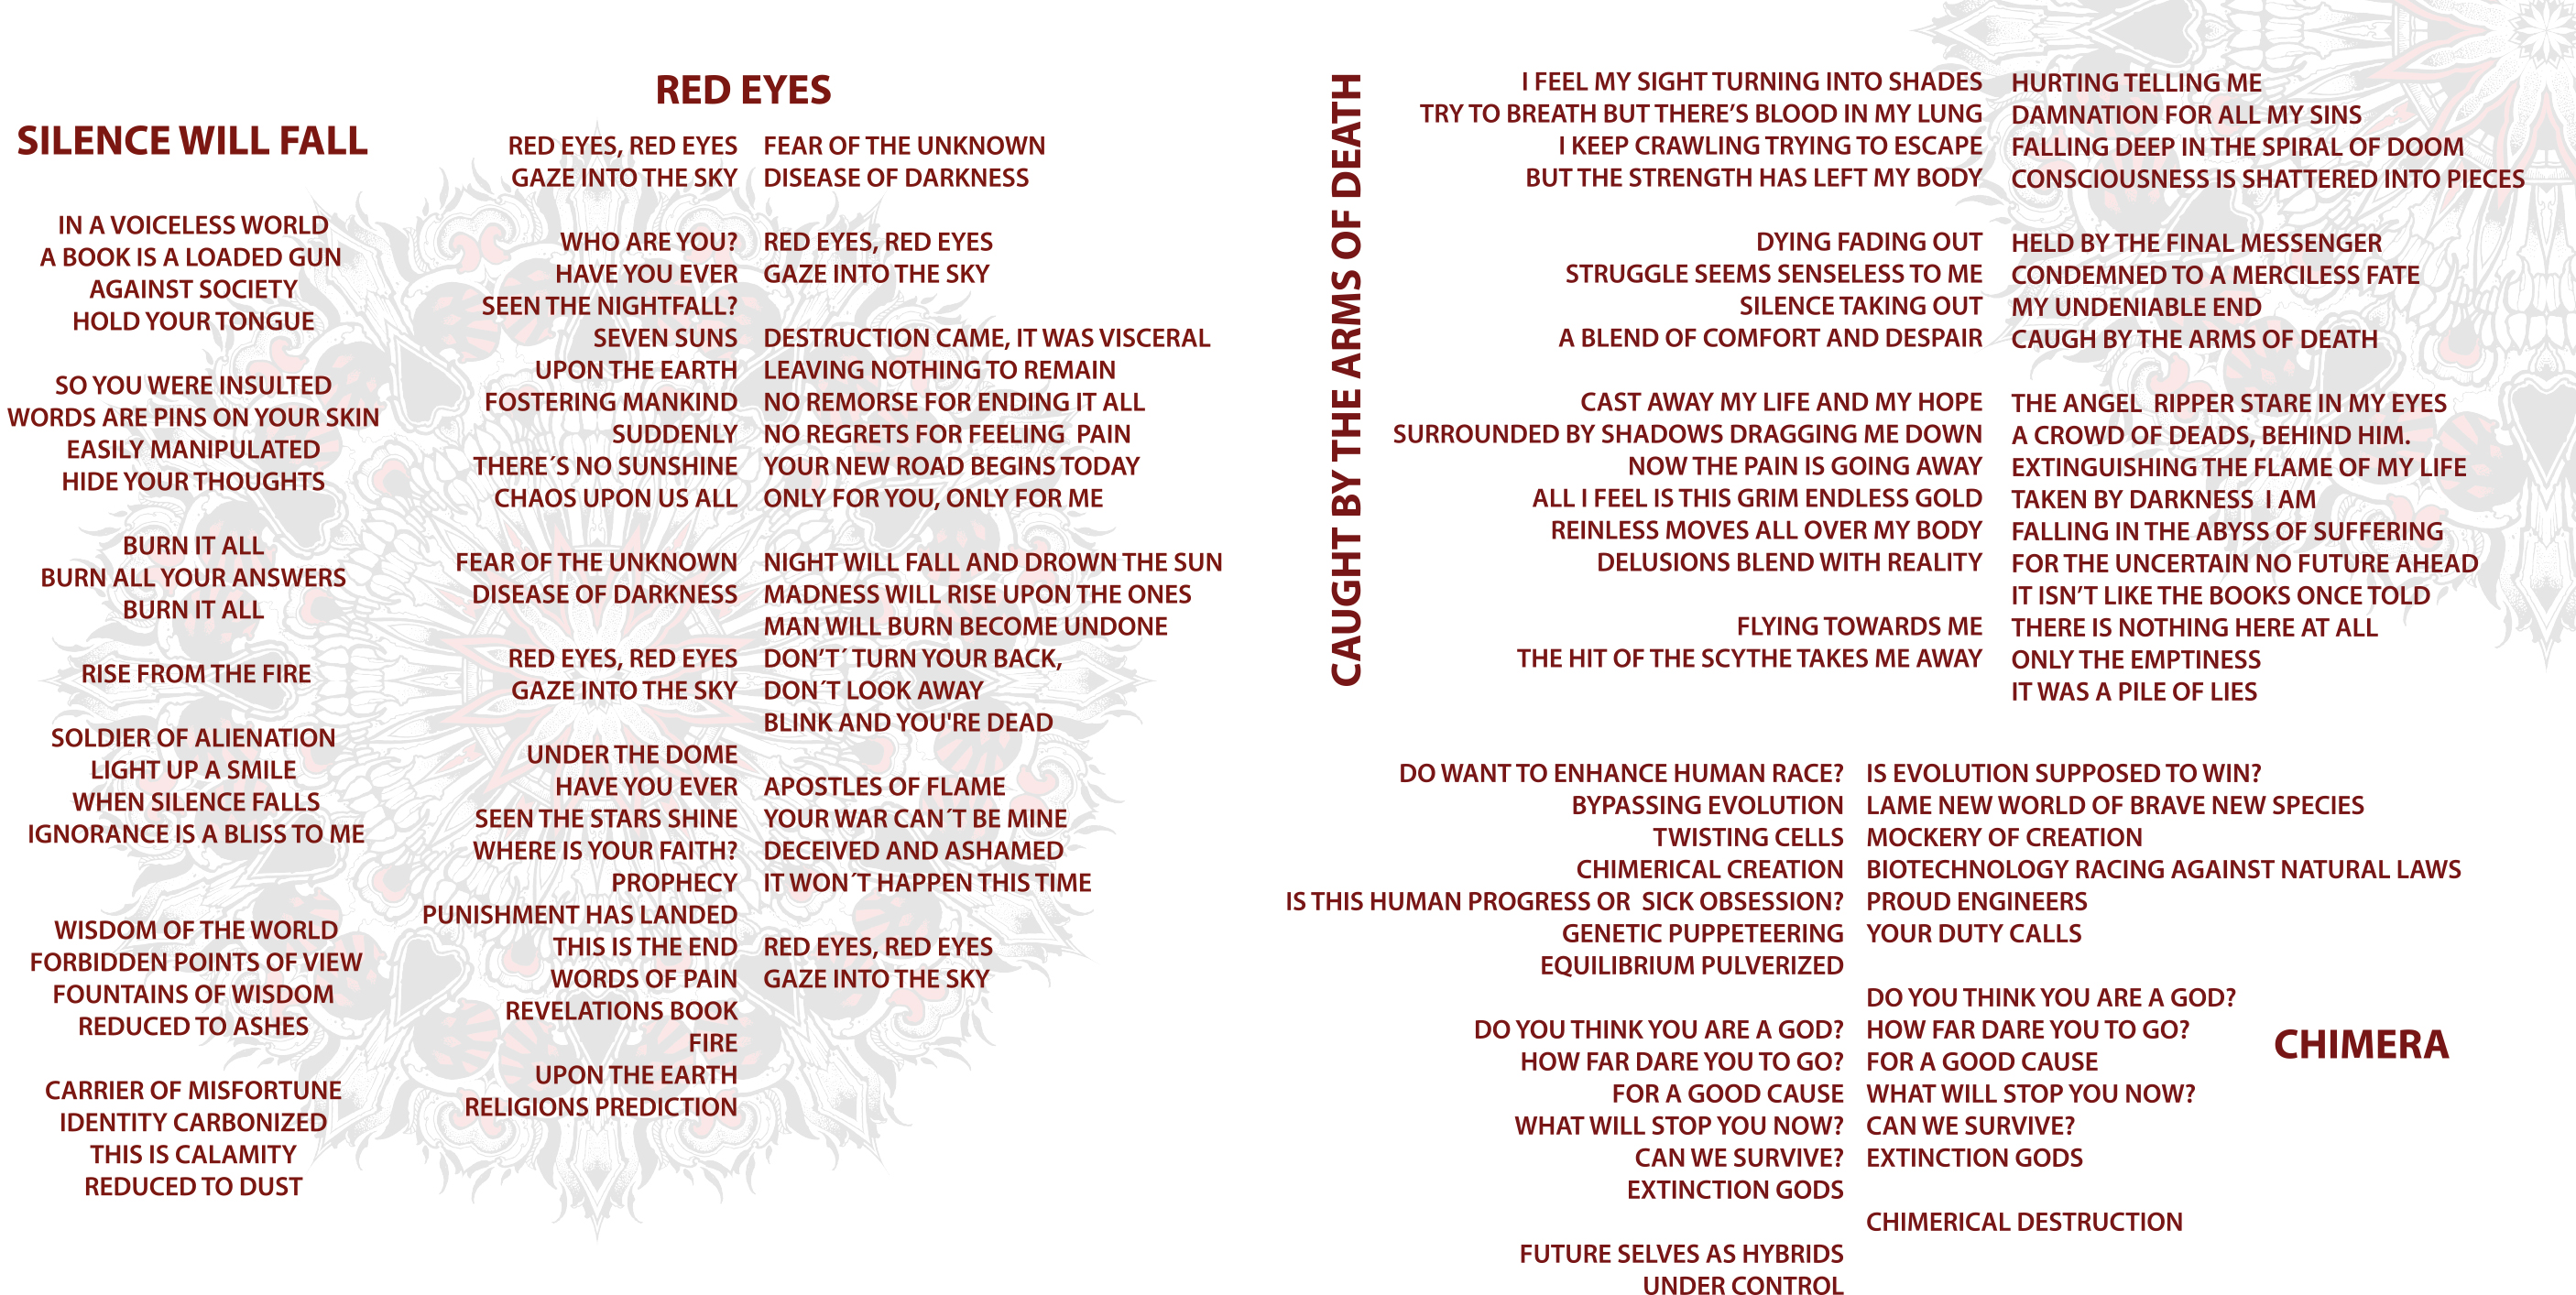 SILENCE WILL FALL
IN A VOICELESS WORLD
A BOOK IS A LOADED GUN
AGAINST SOCIETY
HOLD YOUR TONGUE
SO YOU WERE INSULTED
WORDS ARE PINS ON YOUR SKIN
EASILY MANIPULATED
HIDE YOUR THOUGHTS
BURN IT ALL
BURN ALL YOUR ANSWERS
BURN IT ALL
RISE FROM THE FIRE
SOLDIER OF ALIENATION
LIGHT UP A SMILE
WHEN SILENCE FALLS
IGNORANCE IS A BLISS TO ME
WISDOM OF THE WORLD
FORBIDDEN POINTS OF VIEW
FOUNTAINS OF WISDOM
REDUCED TO ASHES
CARRIER OF MISFORTUNE
IDENTITY CARBONIZED
THIS IS CALAMITY
REDUCED TO DUST
RED EYES
RED EYES, RED EYES
GAZE INTO THE SKY
WHO ARE YOU?
HAVE YOU EVER
SEEN THE NIGHTFALL?
SEVEN SUNS
UPON THE EARTH
FOSTERING MANKIND
SUDDENLY
THERE´S NO SUNSHINE
CHAOS UPON US ALL
FEAR OF THE UNKNOWN
DISEASE OF DARKNESS
RED EYES, RED EYES
GAZE INTO THE SKY
UNDER THE DOME
HAVE YOU EVER
SEEN THE STARS SHINE
WHERE IS YOUR FAITH?
PROPHECY
PUNISHMENT HAS LANDED
THIS IS THE END
WORDS OF PAIN
REVELATIONS BOOK
FIRE
UPON THE EARTH
RELIGIONS PREDICTION
FEAR OF THE UNKNOWN
DISEASE OF DARKNESS
RED EYES, RED EYES
GAZE INTO THE SKY
DESTRUCTION CAME, IT WAS VISCERAL
LEAVING NOTHING TO REMAIN
NO REMORSE FOR ENDING IT ALL
NO REGRETS FOR FEELING  PAIN
YOUR NEW ROAD BEGINS TODAY
ONLY FOR YOU, ONLY FOR ME
NIGHT WILL FALL AND DROWN THE SUN
MADNESS WILL RISE UPON THE ONES
MAN WILL BURN BECOME UNDONE
DON’T´ TURN YOUR BACK,
DON´T LOOK AWAY
BLINK AND YOU'RE DEAD
APOSTLES OF FLAME
YOUR WAR CAN´T BE MINE
DECEIVED AND ASHAMED
IT WON´T HAPPEN THIS TIME
RED EYES, RED EYES
GAZE INTO THE SKY
CAUGHT BY THE ARMS OF DEATH
I FEEL MY SIGHT TURNING INTO SHADES
TRY TO BREATH BUT THERE’S BLOOD IN MY LUNG
I KEEP CRAWLING TRYING TO ESCAPE
BUT THE STRENGTH HAS LEFT MY BODY
DYING FADING OUT
STRUGGLE SEEMS SENSELESS TO ME
SILENCE TAKING OUT
A BLEND OF COMFORT AND DESPAIR
CAST AWAY MY LIFE AND MY HOPE
SURROUNDED BY SHADOWS DRAGGING ME DOWN
NOW THE PAIN IS GOING AWAY
ALL I FEEL IS THIS GRIM ENDLESS GOLD
REINLESS MOVES ALL OVER MY BODY
DELUSIONS BLEND WITH REALITY
FLYING TOWARDS ME
THE HIT OF THE SCYTHE TAKES ME AWAY
HURTING TELLING ME
DAMNATION FOR ALL MY SINS
FALLING DEEP IN THE SPIRAL OF DOOM
CONSCIOUSNESS IS SHATTERED INTO PIECES
HELD BY THE FINAL MESSENGER
CONDEMNED TO A MERCILESS FATE
MY UNDENIABLE END
CAUGH BY THE ARMS OF DEATH
THE ANGEL  RIPPER STARE IN MY EYES
A CROWD OF DEADS, BEHIND HIM.
EXTINGUISHING THE FLAME OF MY LIFE
TAKEN BY DARKNESS  I AM
FALLING IN THE ABYSS OF SUFFERING
FOR THE UNCERTAIN NO FUTURE AHEAD
IT ISN’T LIKE THE BOOKS ONCE TOLD
THERE IS NOTHING HERE AT ALL
ONLY THE EMPTINESS
IT WAS A PILE OF LIES
CHIMERA
DO WANT TO ENHANCE HUMAN RACE?
BYPASSING EVOLUTION
TWISTING CELLS
CHIMERICAL CREATION
IS THIS HUMAN PROGRESS OR  SICK OBSESSION?
GENETIC PUPPETEERING
EQUILIBRIUM PULVERIZED
DO YOU THINK YOU ARE A GOD?
HOW FAR DARE YOU TO GO?
FOR A GOOD CAUSE
WHAT WILL STOP YOU NOW?
CAN WE SURVIVE?
EXTINCTION GODS
FUTURE SELVES AS HYBRIDS
UNDER CONTROL
IS EVOLUTION SUPPOSED TO WIN?
LAME NEW WORLD OF BRAVE NEW SPECIES
MOCKERY OF CREATION
BIOTECHNOLOGY RACING AGAINST NATURAL LAWS
PROUD ENGINEERS
YOUR DUTY CALLS
DO YOU THINK YOU ARE A GOD?
HOW FAR DARE YOU TO GO?
FOR A GOOD CAUSE
WHAT WILL STOP YOU NOW?
CAN WE SURVIVE?
EXTINCTION GODS
CHIMERICAL DESTRUCTION